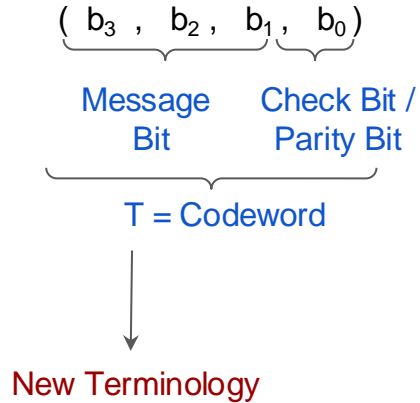 ( b₃ , b₂ , b₁ , b₀ )
Message Bit
Check Bit / Parity Bit
T = Codeword
New Terminology